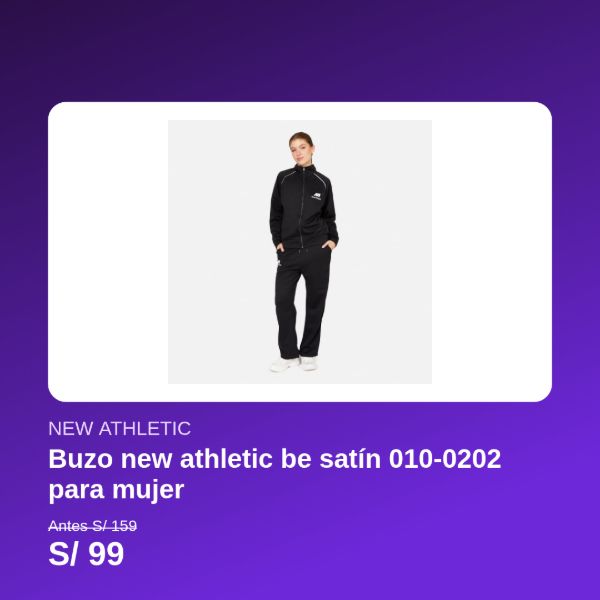 NEW ATHLETIC
Buzo new athletic be satín 010-0202
para mujer
Antes S/ 159
S/ 99